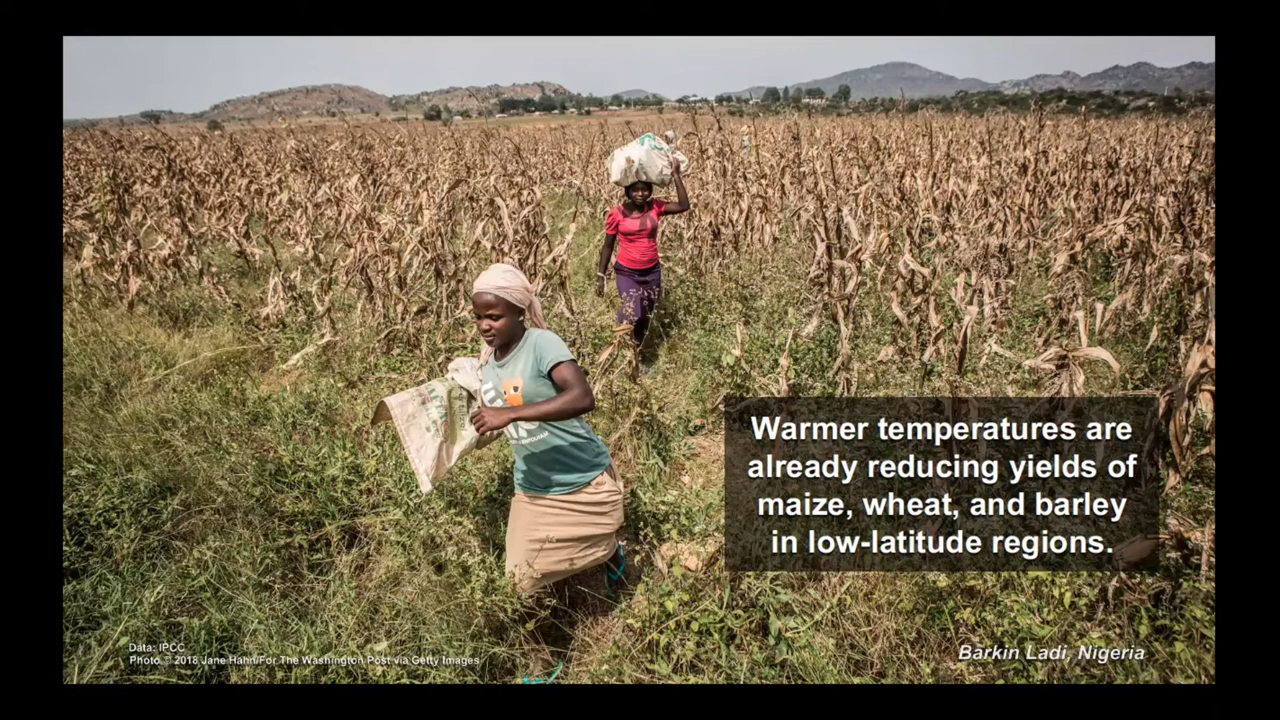 Warmer temperatures are
already reducing yields of
maize, wheat, and barley
in low-latitude regions.
Data: IPCC
Photo © 2018 Jane Hahn/For The Washington Post via Getty Images
Barkin Ladi, Nigeria